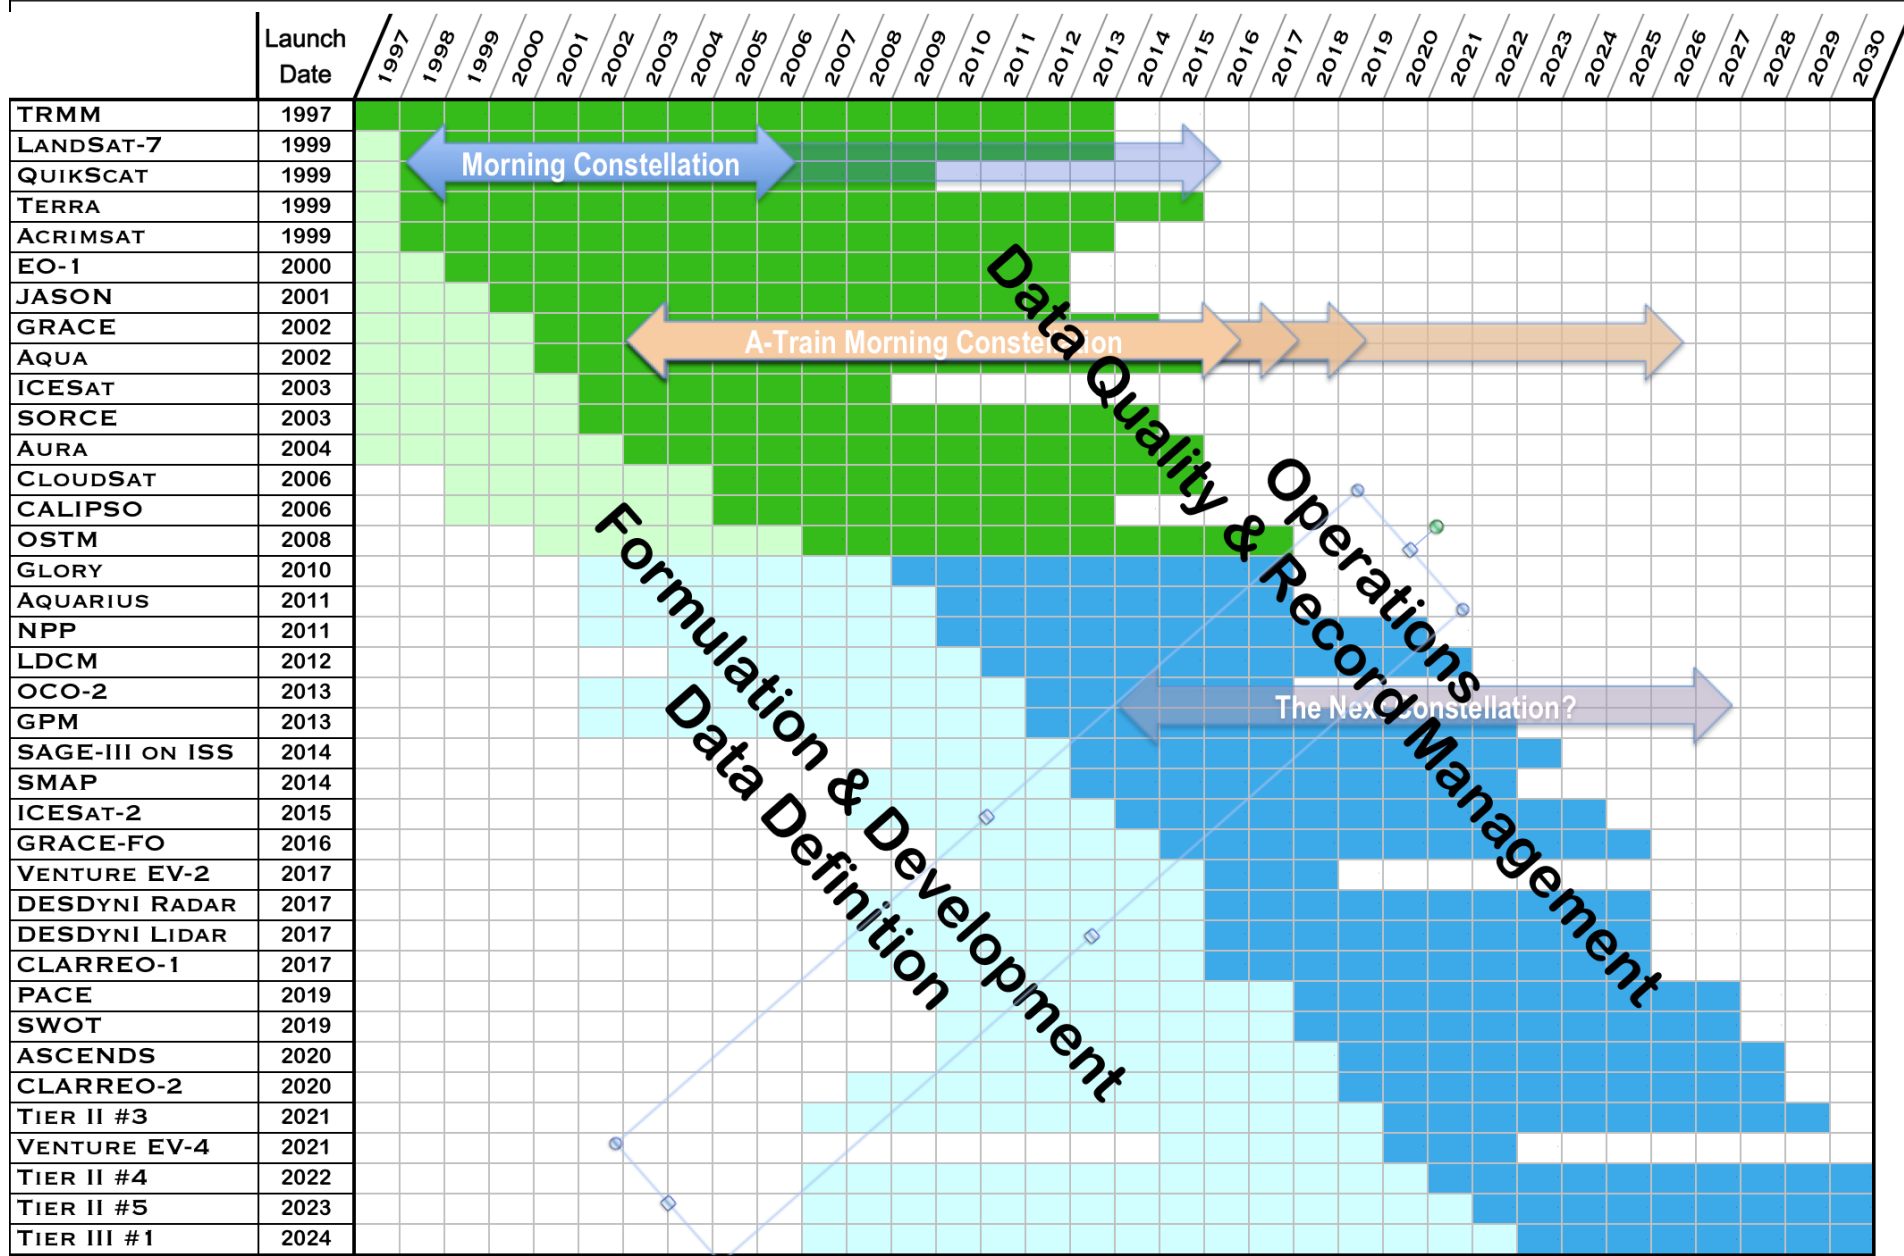 Launch
Date
1997 1998 1999 2000 2001 2002 2003 2004 2005 2006 2007 2008 2009 2010 2011 2012 2013 2014 2015 2016 2017 2018 2019 2020 2021 2022 2023 2024 2025 2026 2027 2028 2029 2030
TRMM 1997
LANDSAT-7 1999
QUIKSCAT 1999
TERRA 1999
ACRIMSAT 1999
EO-1 2000
JASON 2001
GRACE 2002
AQUA 2002
ICESAT 2003
SORCE 2003
AURA 2004
CLOUDSAT 2006
CALIPSO 2006
OSTM 2008
GLORY 2010
AQUARIUS 2011
NPP 2011
LDCM 2012
OCO-2 2013
GPM 2013
SAGE-III ON ISS 2014
SMAP 2014
ICESAT-2 2015
GRACE-FO 2016
VENTURE EV-2 2017
DESDYNI RADAR 2017
DESDYNI LIDAR 2017
CLARREO-1 2017
PACE 2019
SWOT 2019
ASCENDS 2020
CLARREO-2 2020
TIER II #3 2021
VENTURE EV-4 2021
TIER II #4 2022
TIER II #5 2023
TIER III #1 2024
Morning Constellation
A-Train Morning Constellation
The Next Constellation?
Operations
Data Quality & Record Management
Formulation & Development
Data Definition